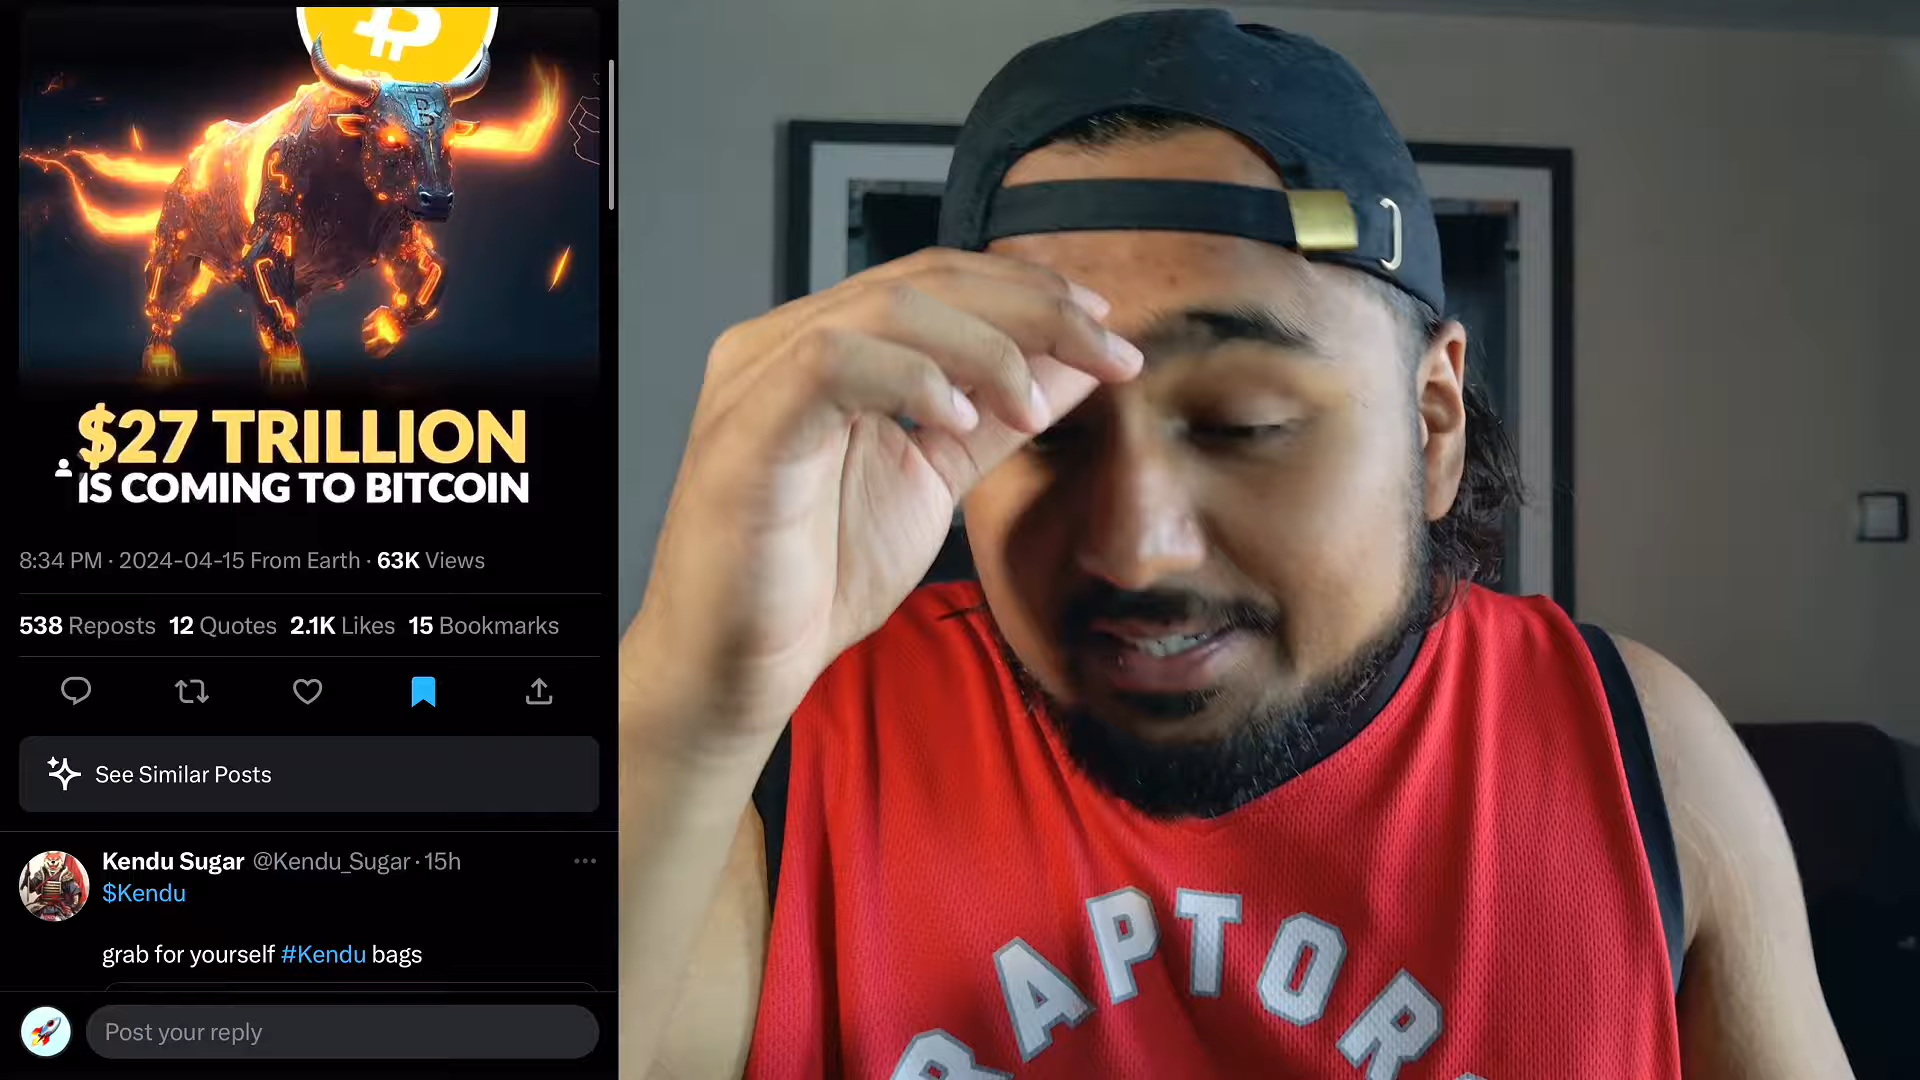 $27 TRILLION
IS COMING TO BITCOIN
8:34 PM · 2024-04-15 From Earth · 63K Views
538 Reposts 12 Quotes 2.1K Likes 15 Bookmarks
See Similar Posts
Kendu Sugar @Kendu_Sugar · 15h
$Kendu
grab for yourself #Kendu bags
Post your reply
RAPTOR